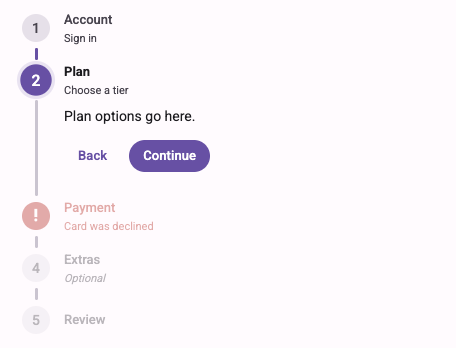 1
Account
Sign in
2
Plan
Choose a tier
Plan options go here.
Back
Continue
!
Payment
Card was declined
4
Extras
Optional
5
Review